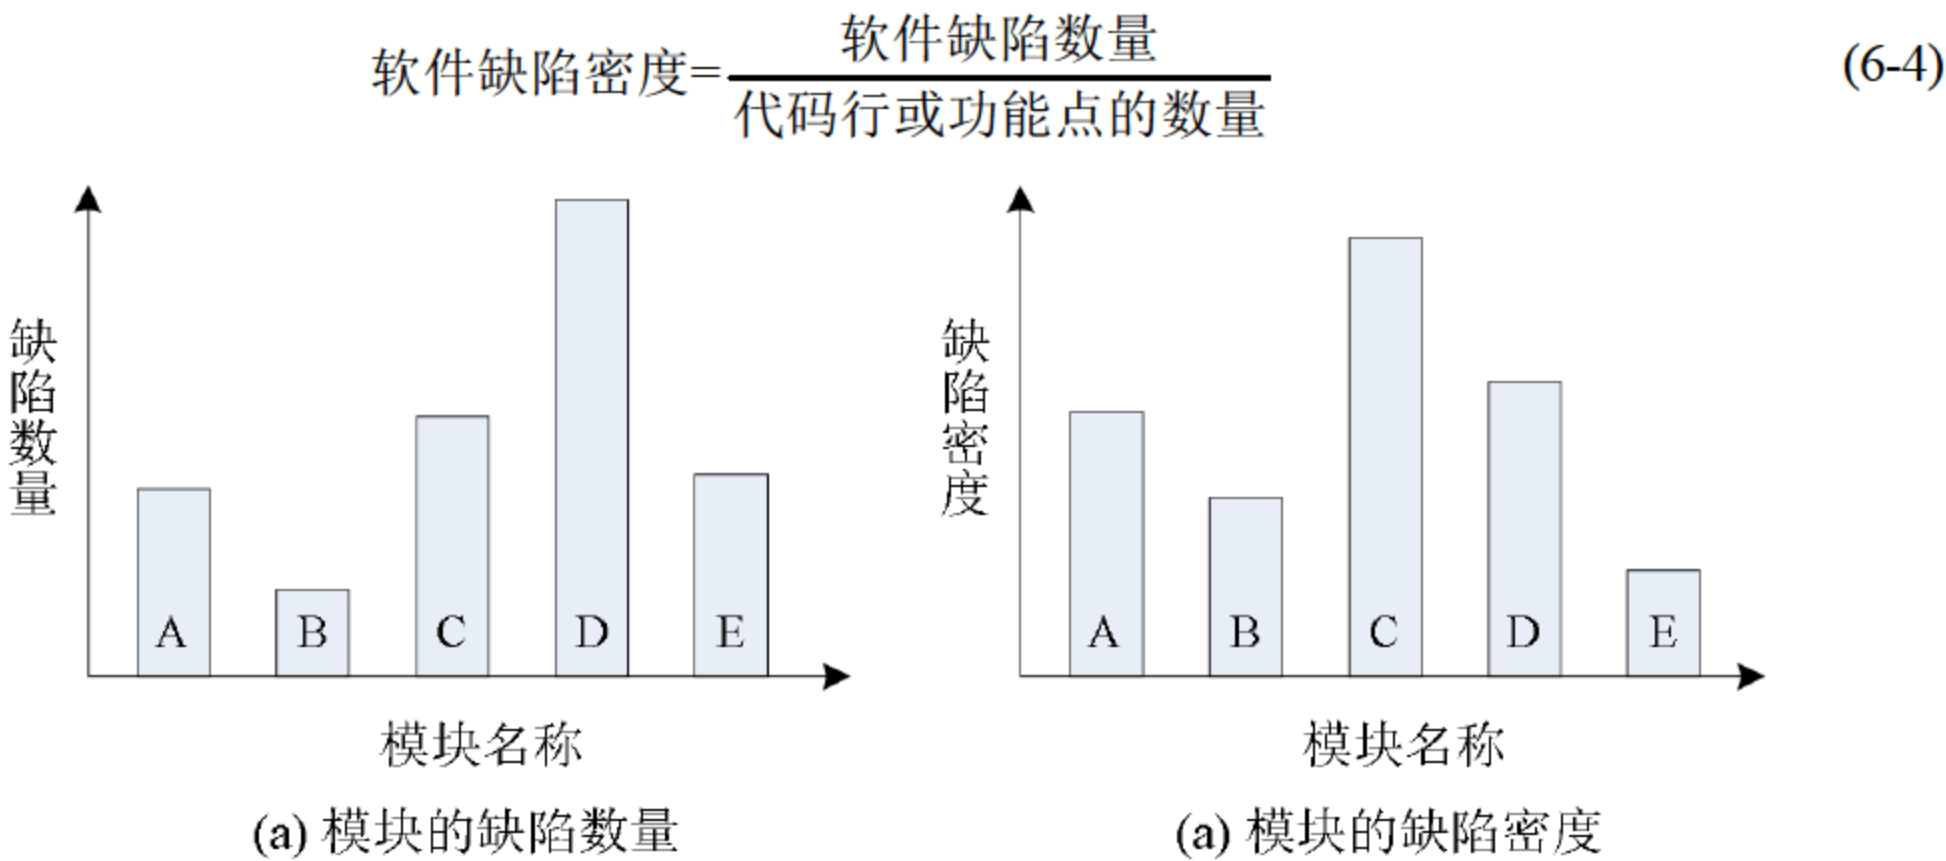 软件缺陷密度=软件缺陷数量/代码行或功能点的数量 (6-4)
缺陷数量
A B C D E
模块名称
(a) 模块的缺陷数量
缺陷密度
A B C D E
模块名称
(a) 模块的缺陷密度